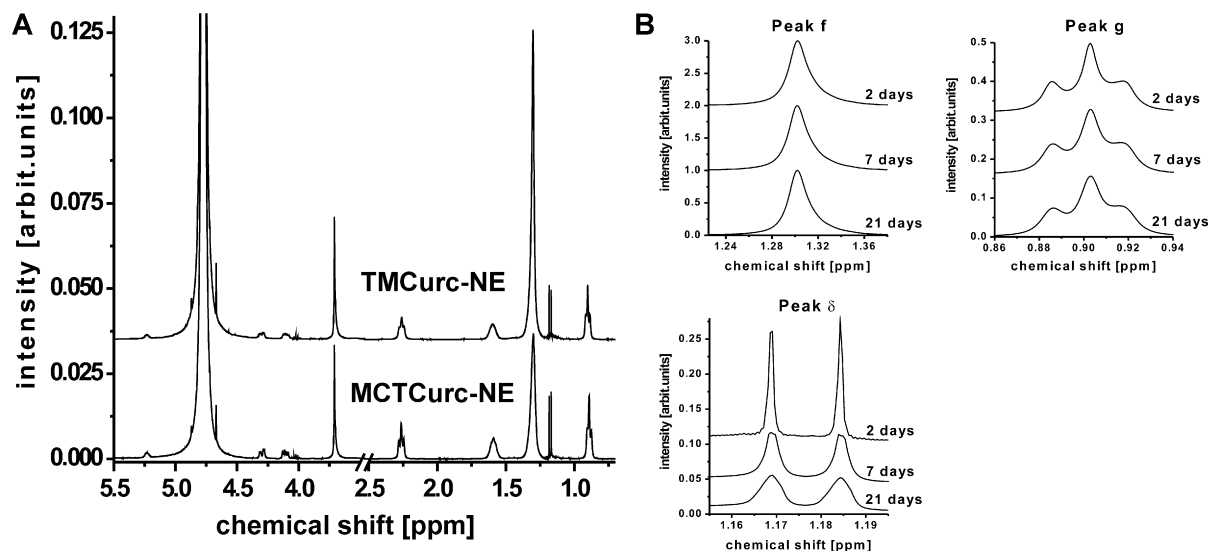 A
intensity [arbit.units]
0.125
0.100
0.075
0.050
0.025
0.000
TMCurc-NE
MCTCurc-NE
5.5 5.0 4.5 4.0 2.5 2.0 1.5 1.0
chemical shift [ppm]
B
Peak f
intensity [arbit.units]
3.0
2.5
2.0
1.5
1.0
0.5
0.0
2 days
7 days
21 days
1.24 1.28 1.32 1.36
chemical shift [ppm]
Peak g
intensity [arbit.units]
0.5
0.4
0.3
0.2
0.1
0.0
2 days
7 days
21 days
0.86 0.88 0.90 0.92 0.94
chemical shift [ppm]
Peak δ
intensity [arbit.units]
0.25
0.20
0.25
0.10
0.05
0.00
2 days
7 days
21 days
1.16 1.17 1.18 1.19
chemical shift [ppm]